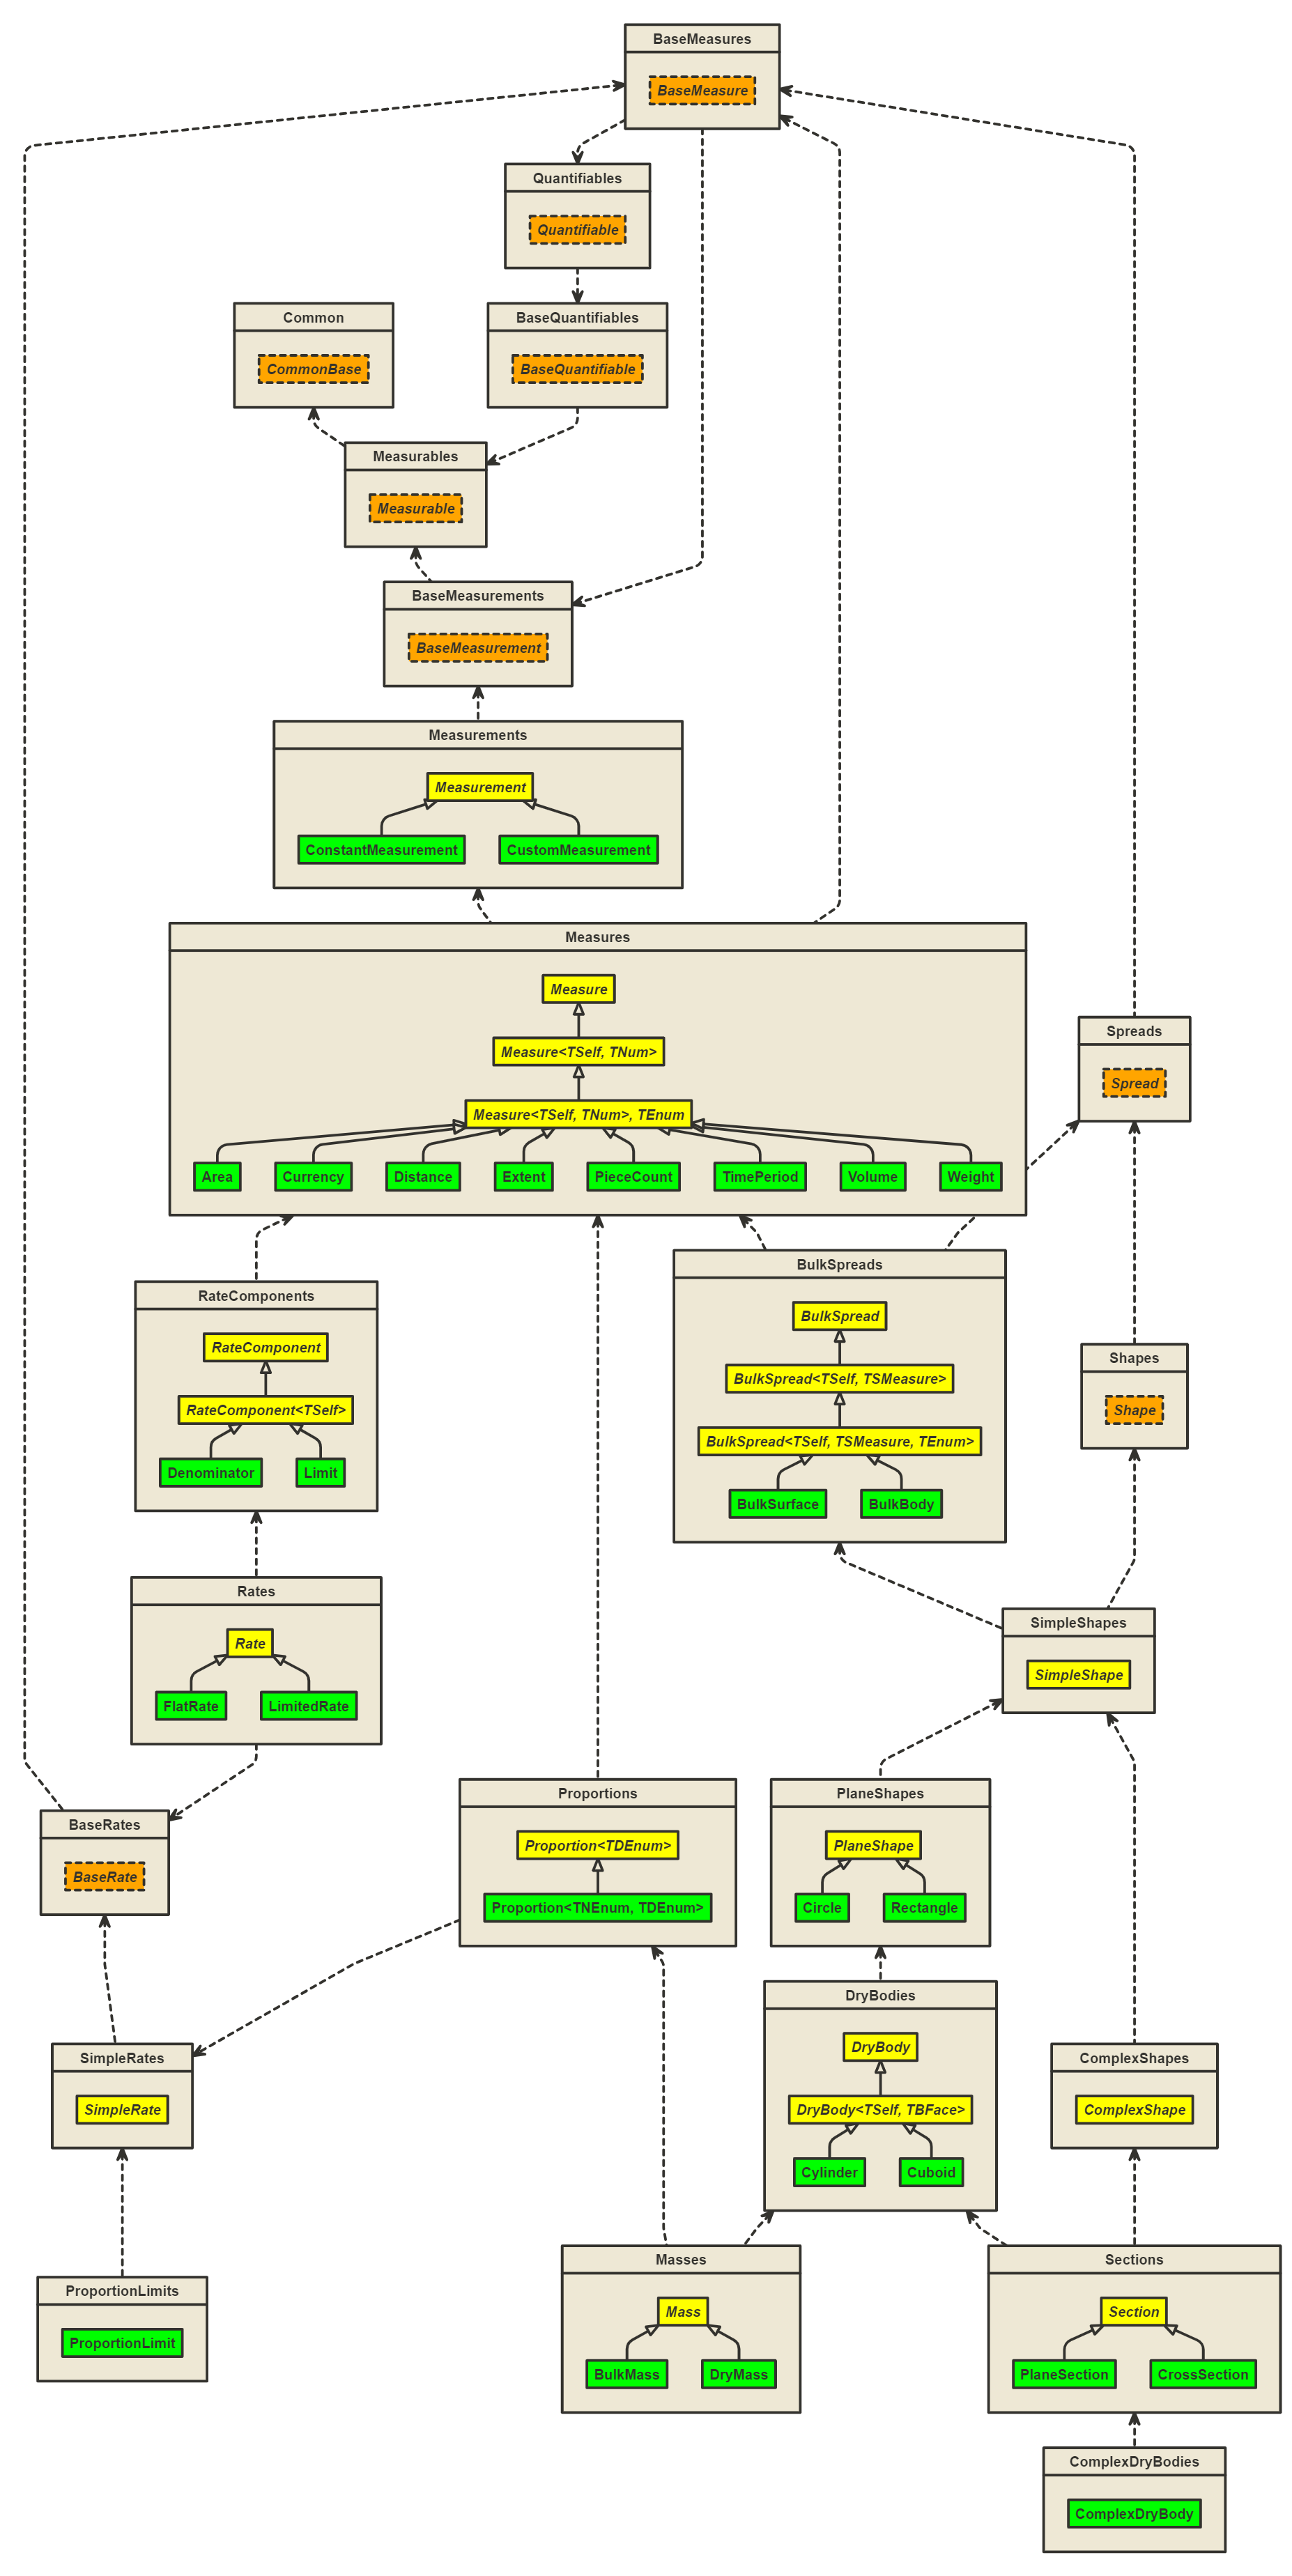 BaseMeasures
BaseMeasure
Quantifiables
Quantifiable
Common
CommonBase
BaseQuantifiables
BaseQuantifiable
Measurables
Measurable
BaseMeasurements
BaseMeasurement
Measurements
Measurement
ConstantMeasurement
CustomMeasurement
Measures
Measure
Measure<TSelf, TNum>
Measure<TSelf, TNum>, TEnum
Area
Currency
Distance
Extent
PieceCount
TimePeriod
Volume
Weight
Spreads
Spread
RateComponents
RateComponent
RateComponent<TSelf>
Denominator
Limit
BulkSpreads
BulkSpread
BulkSpread<TSelf, TSMeasure>
BulkSpread<TSelf, TSMeasure, TEnum>
BulkSurface
BulkBody
Shapes
Shape
Rates
Rate
FlatRate
LimitedRate
SimpleShapes
SimpleShape
BaseRates
BaseRate
Proportions
Proportion<TDEnum>
Proportion<TNEnum, TDEnum>
PlaneShapes
PlaneShape
Circle
Rectangle
DryBodies
DryBody
DryBody<TSelf, TBFace>
Cylinder
Cuboid
SimpleRates
SimpleRate
ComplexShapes
ComplexShape
ProportionLimits
ProportionLimit
Masses
Mass
BulkMass
DryMass
Sections
Section
PlaneSection
CrossSection
ComplexDryBodies
ComplexDryBody